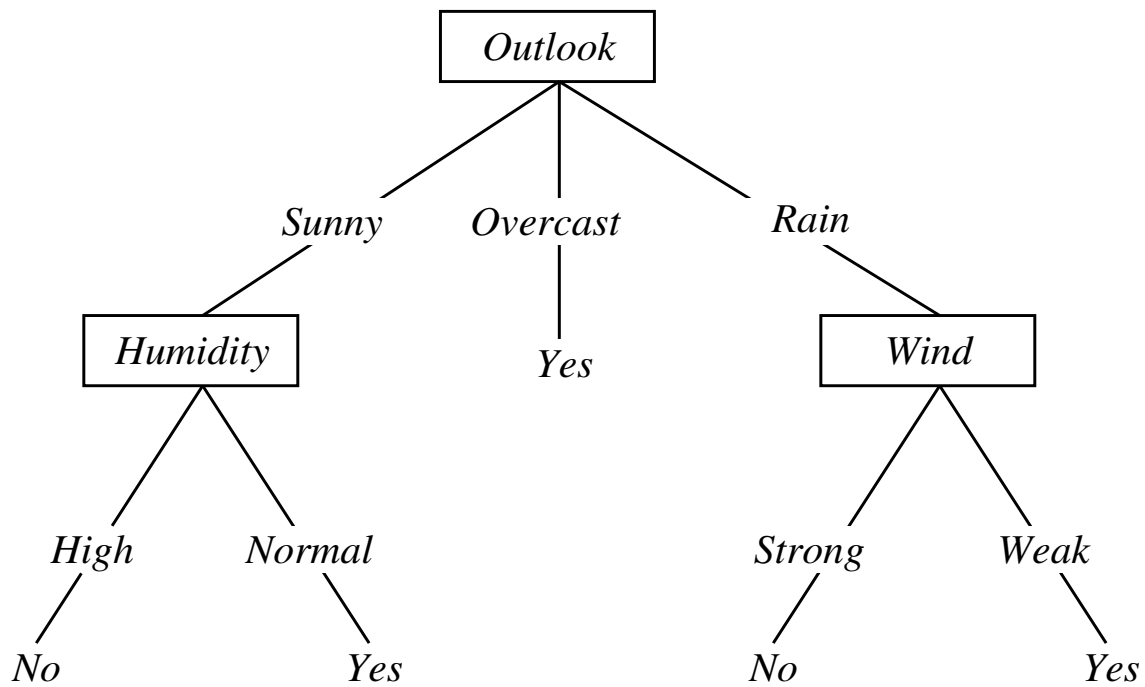 Outlook
Sunny Overcast Rain
Humidity Yes Wind
High Normal Strong Weak
No Yes No Yes